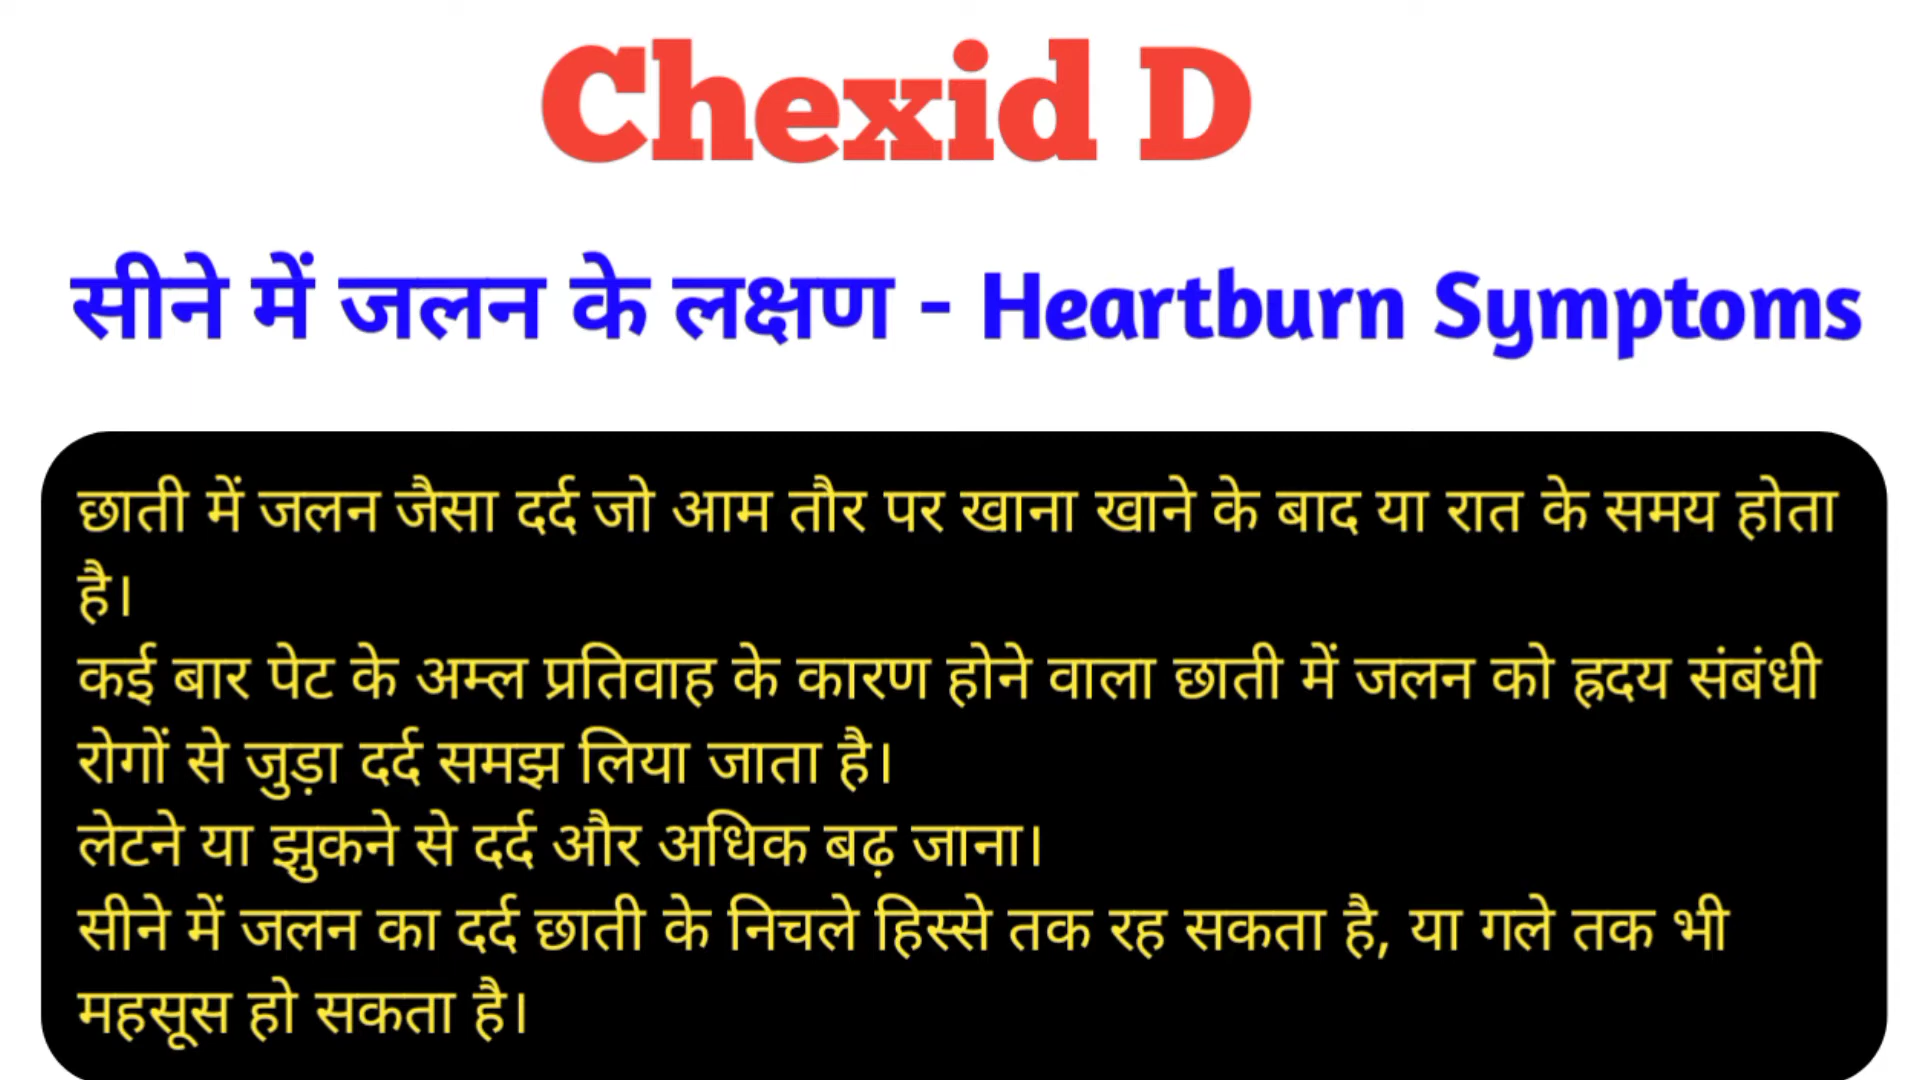 Chexid D
सीने में जलन के लक्षण - Heartburn Symptoms
छाती में जलन जैसा दर्द जो आम तौर पर खाना खाने के बाद या रात के समय होता
है।
कई बार पेट के अम्ल प्रतिवाह के कारण होने वाला छाती में जलन को ह्रदय संबंधी
रोगों से जुड़ा दर्द समझ लिया जाता है।
लेटने या झुकने से दर्द और अधिक बढ़ जाना।
सीने में जलन का दर्द छाती के निचले हिस्से तक रह सकता है, या गले तक भी
महसूस हो सकता है।